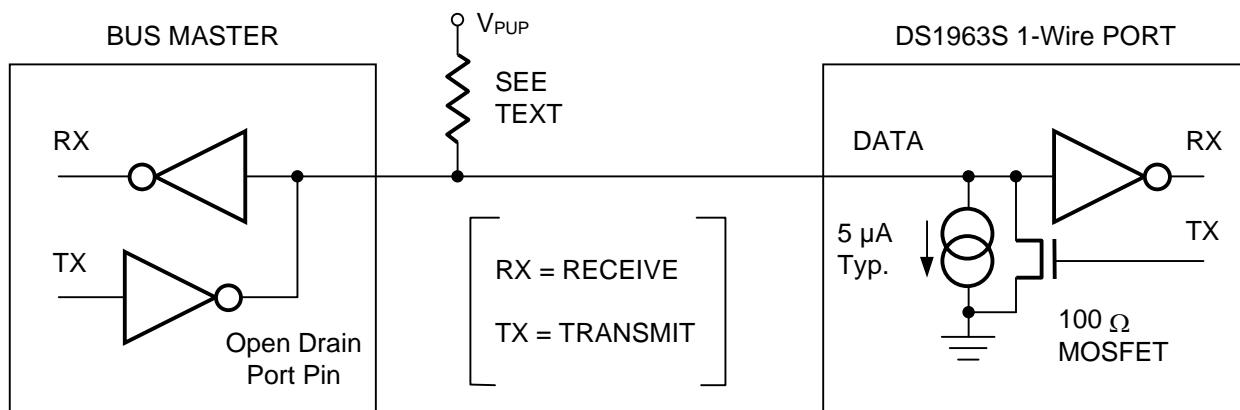 BUS MASTER
V_PUP
DS1963S 1-Wire PORT
SEE
TEXT
RX
DATA
RX
TX
5 µA
Typ.
TX
RX = RECEIVE
TX = TRANSMIT
Open Drain
Port Pin
100 Ω
MOSFET